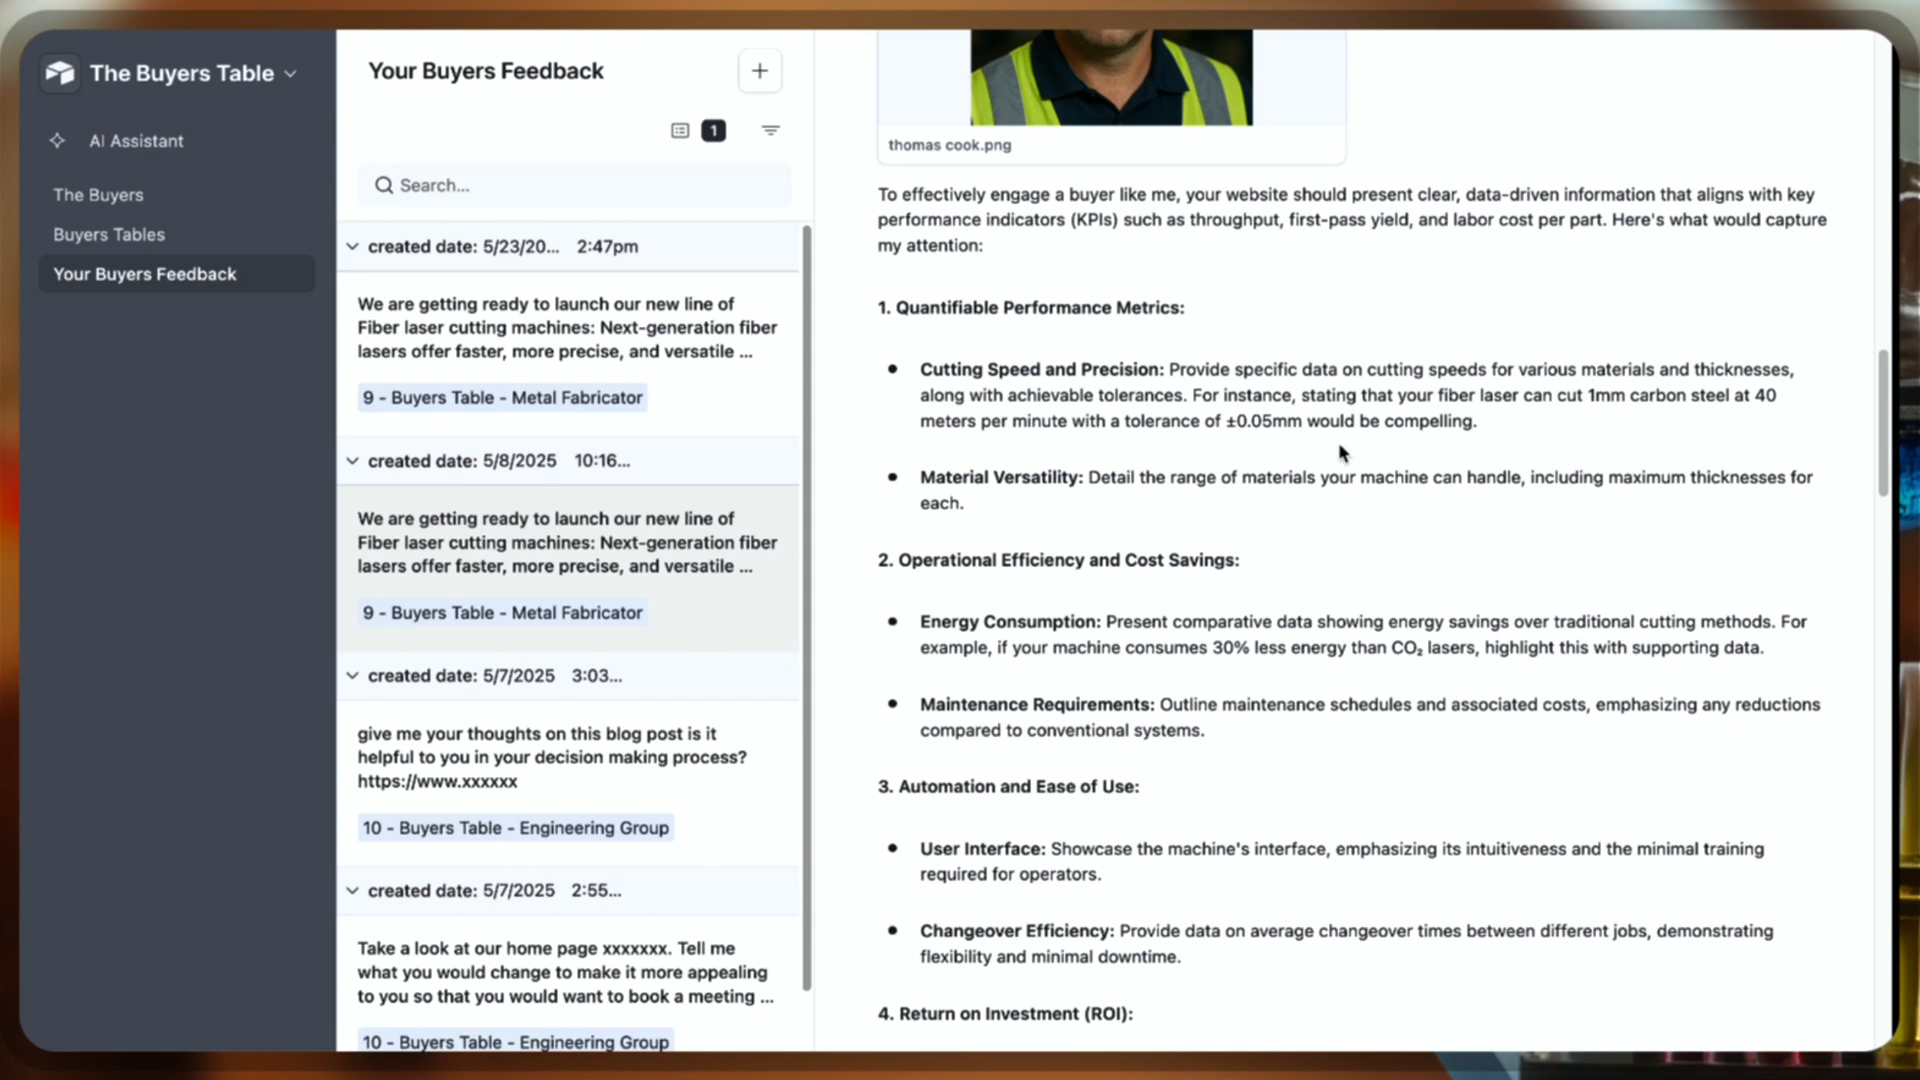 The Buyers Table
AI Assistant
The Buyers
Buyers Tables
Your Buyers Feedback
Your Buyers Feedback
1
Search...
created date: 5/23/20... 2:47pm
We are getting ready to launch our new line of
Fiber laser cutting machines: Next-generation fiber
lasers offer faster, more precise, and versatile ...
9 - Buyers Table - Metal Fabricator
created date: 5/8/2025 10:16...
We are getting ready to launch our new line of
Fiber laser cutting machines: Next-generation fiber
lasers offer faster, more precise, and versatile ...
9 - Buyers Table - Metal Fabricator
created date: 5/7/2025 3:03...
give me your thoughts on this blog post is it
helpful to you in your decision making process?
https://www.xxxxxx
10 - Buyers Table - Engineering Group
created date: 5/7/2025 2:55...
Take a look at our home page xxxxxxx. Tell me
what you would change to make it more appealing
to you so that you would want to book a meeting ...
10 - Buyers Table - Engineering Group
thomas cook.png
To effectively engage a buyer like me, your website should present clear, data-driven information that aligns with key
performance indicators (KPIs) such as throughput, first-pass yield, and labor cost per part. Here's what would capture
my attention:
1. Quantifiable Performance Metrics:
Cutting Speed and Precision: Provide specific data on cutting speeds for various materials and thicknesses,
along with achievable tolerances. For instance, stating that your fiber laser can cut 1mm carbon steel at 40
meters per minute with a tolerance of ±0.05mm would be compelling.
Material Versatility: Detail the range of materials your machine can handle, including maximum thicknesses for
each.
2. Operational Efficiency and Cost Savings:
Energy Consumption: Present comparative data showing energy savings over traditional cutting methods. For
example, if your machine consumes 30% less energy than CO₂ lasers, highlight this with supporting data.
Maintenance Requirements: Outline maintenance schedules and associated costs, emphasizing any reductions
compared to conventional systems.
3. Automation and Ease of Use:
User Interface: Showcase the machine's interface, emphasizing its intuitiveness and the minimal training
required for operators.
Changeover Efficiency: Provide data on average changeover times between different jobs, demonstrating
flexibility and minimal downtime.
4. Return on Investment (ROI):